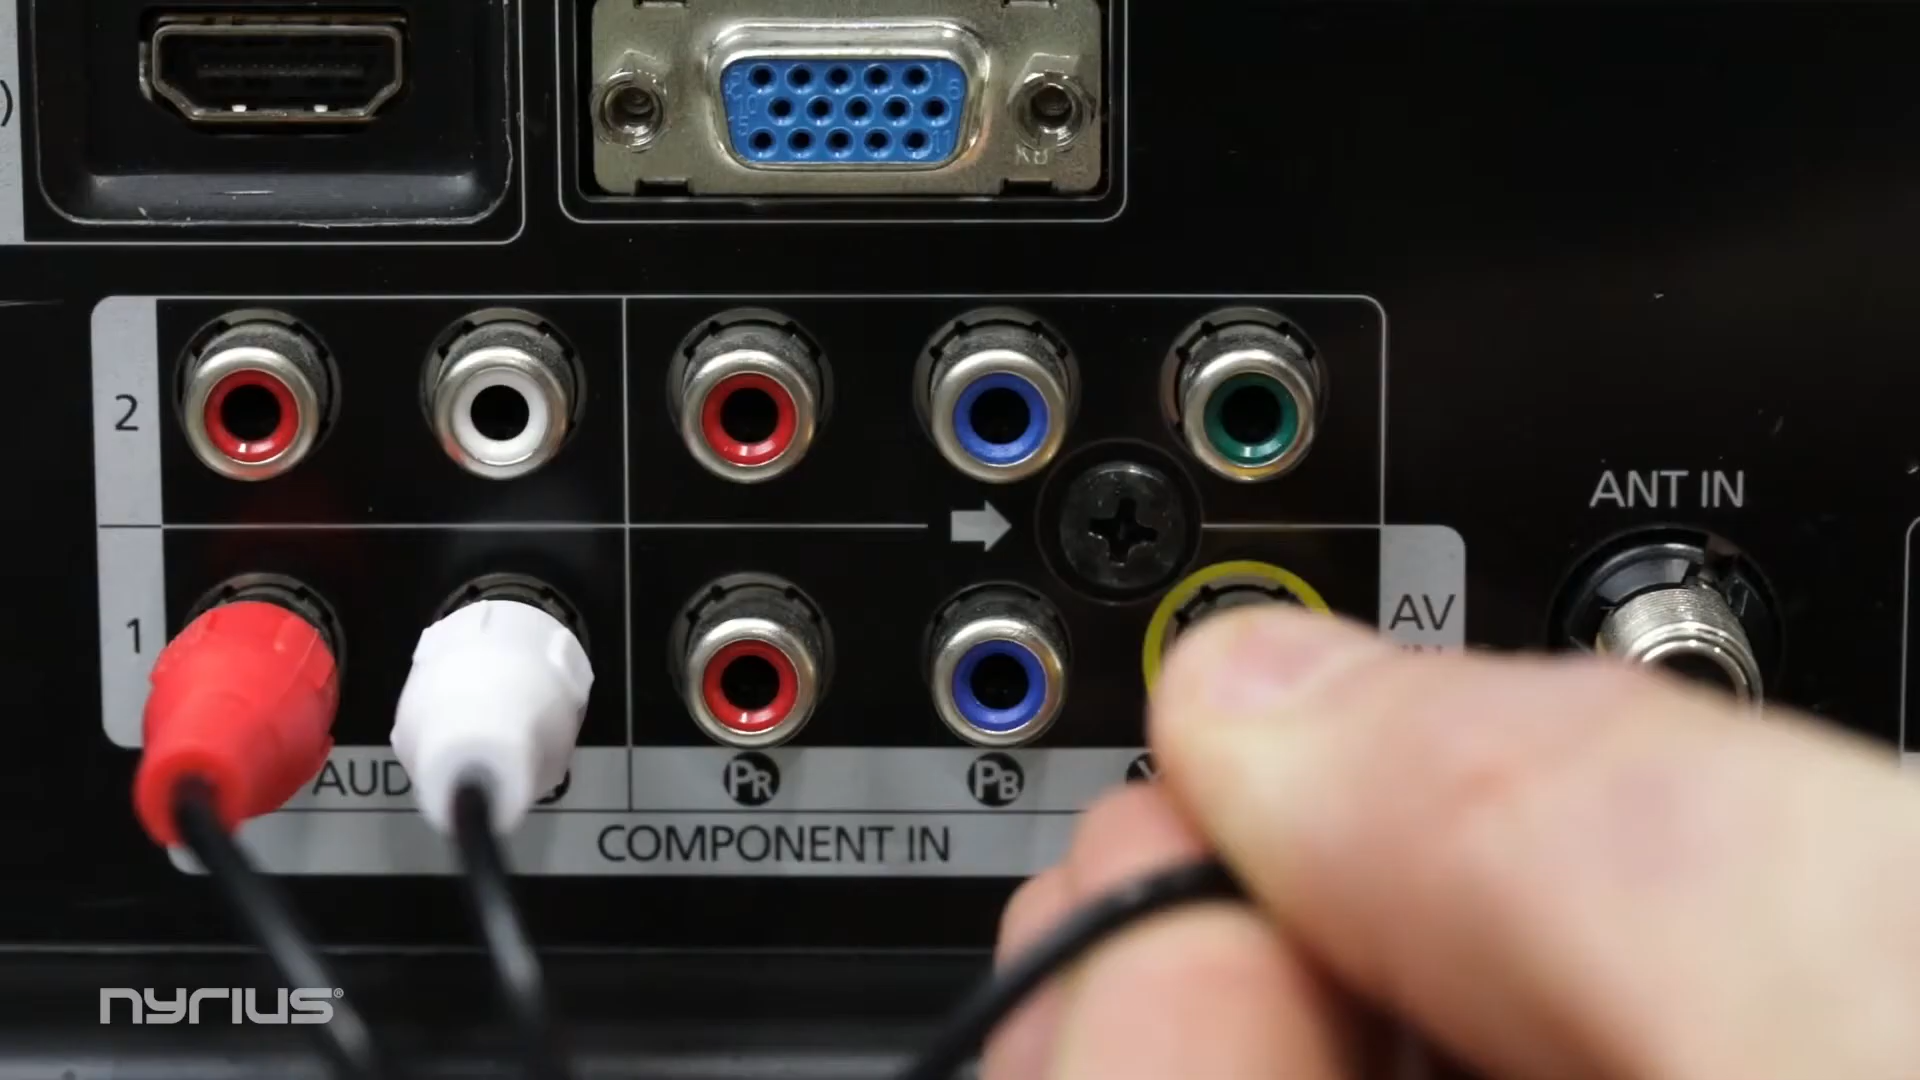 )
2
ANT IN
1
AV
AUD
PR
PB
Y
COMPONENT IN
nyrius®